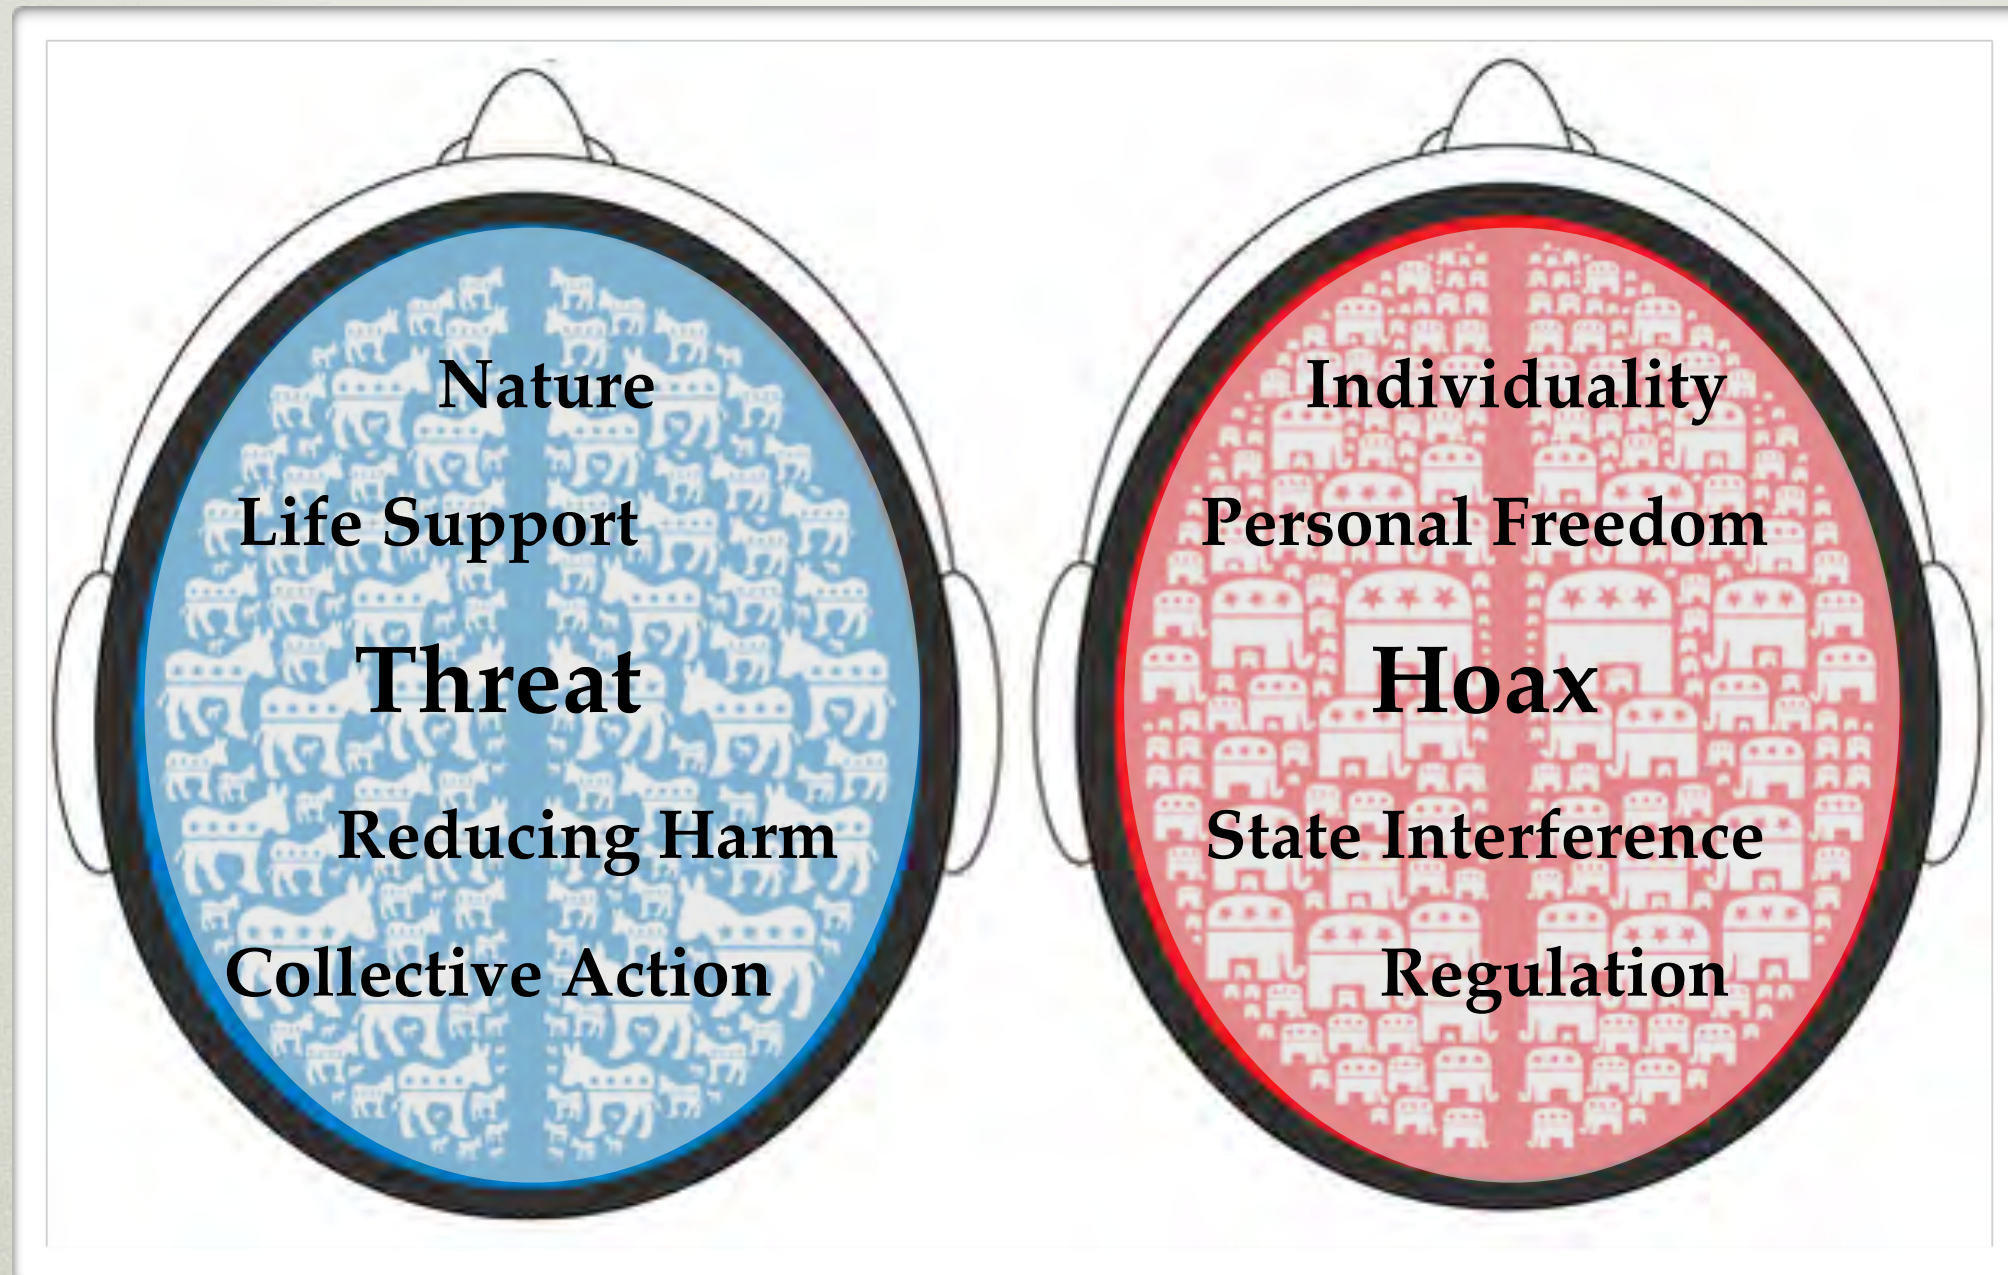 Nature
Life Support
Threat
Reducing Harm
Collective Action
Individuality
Personal Freedom
Hoax
State Interference
Regulation